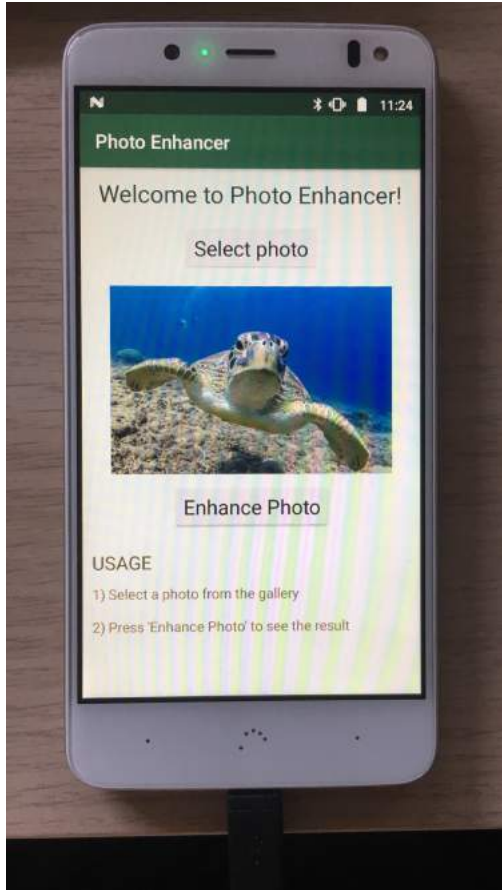 11:24
Photo Enhancer
Welcome to Photo Enhancer!
Select photo
Enhance Photo
USAGE
1) Select a photo from the gallery
2) Press 'Enhance Photo' to see the result